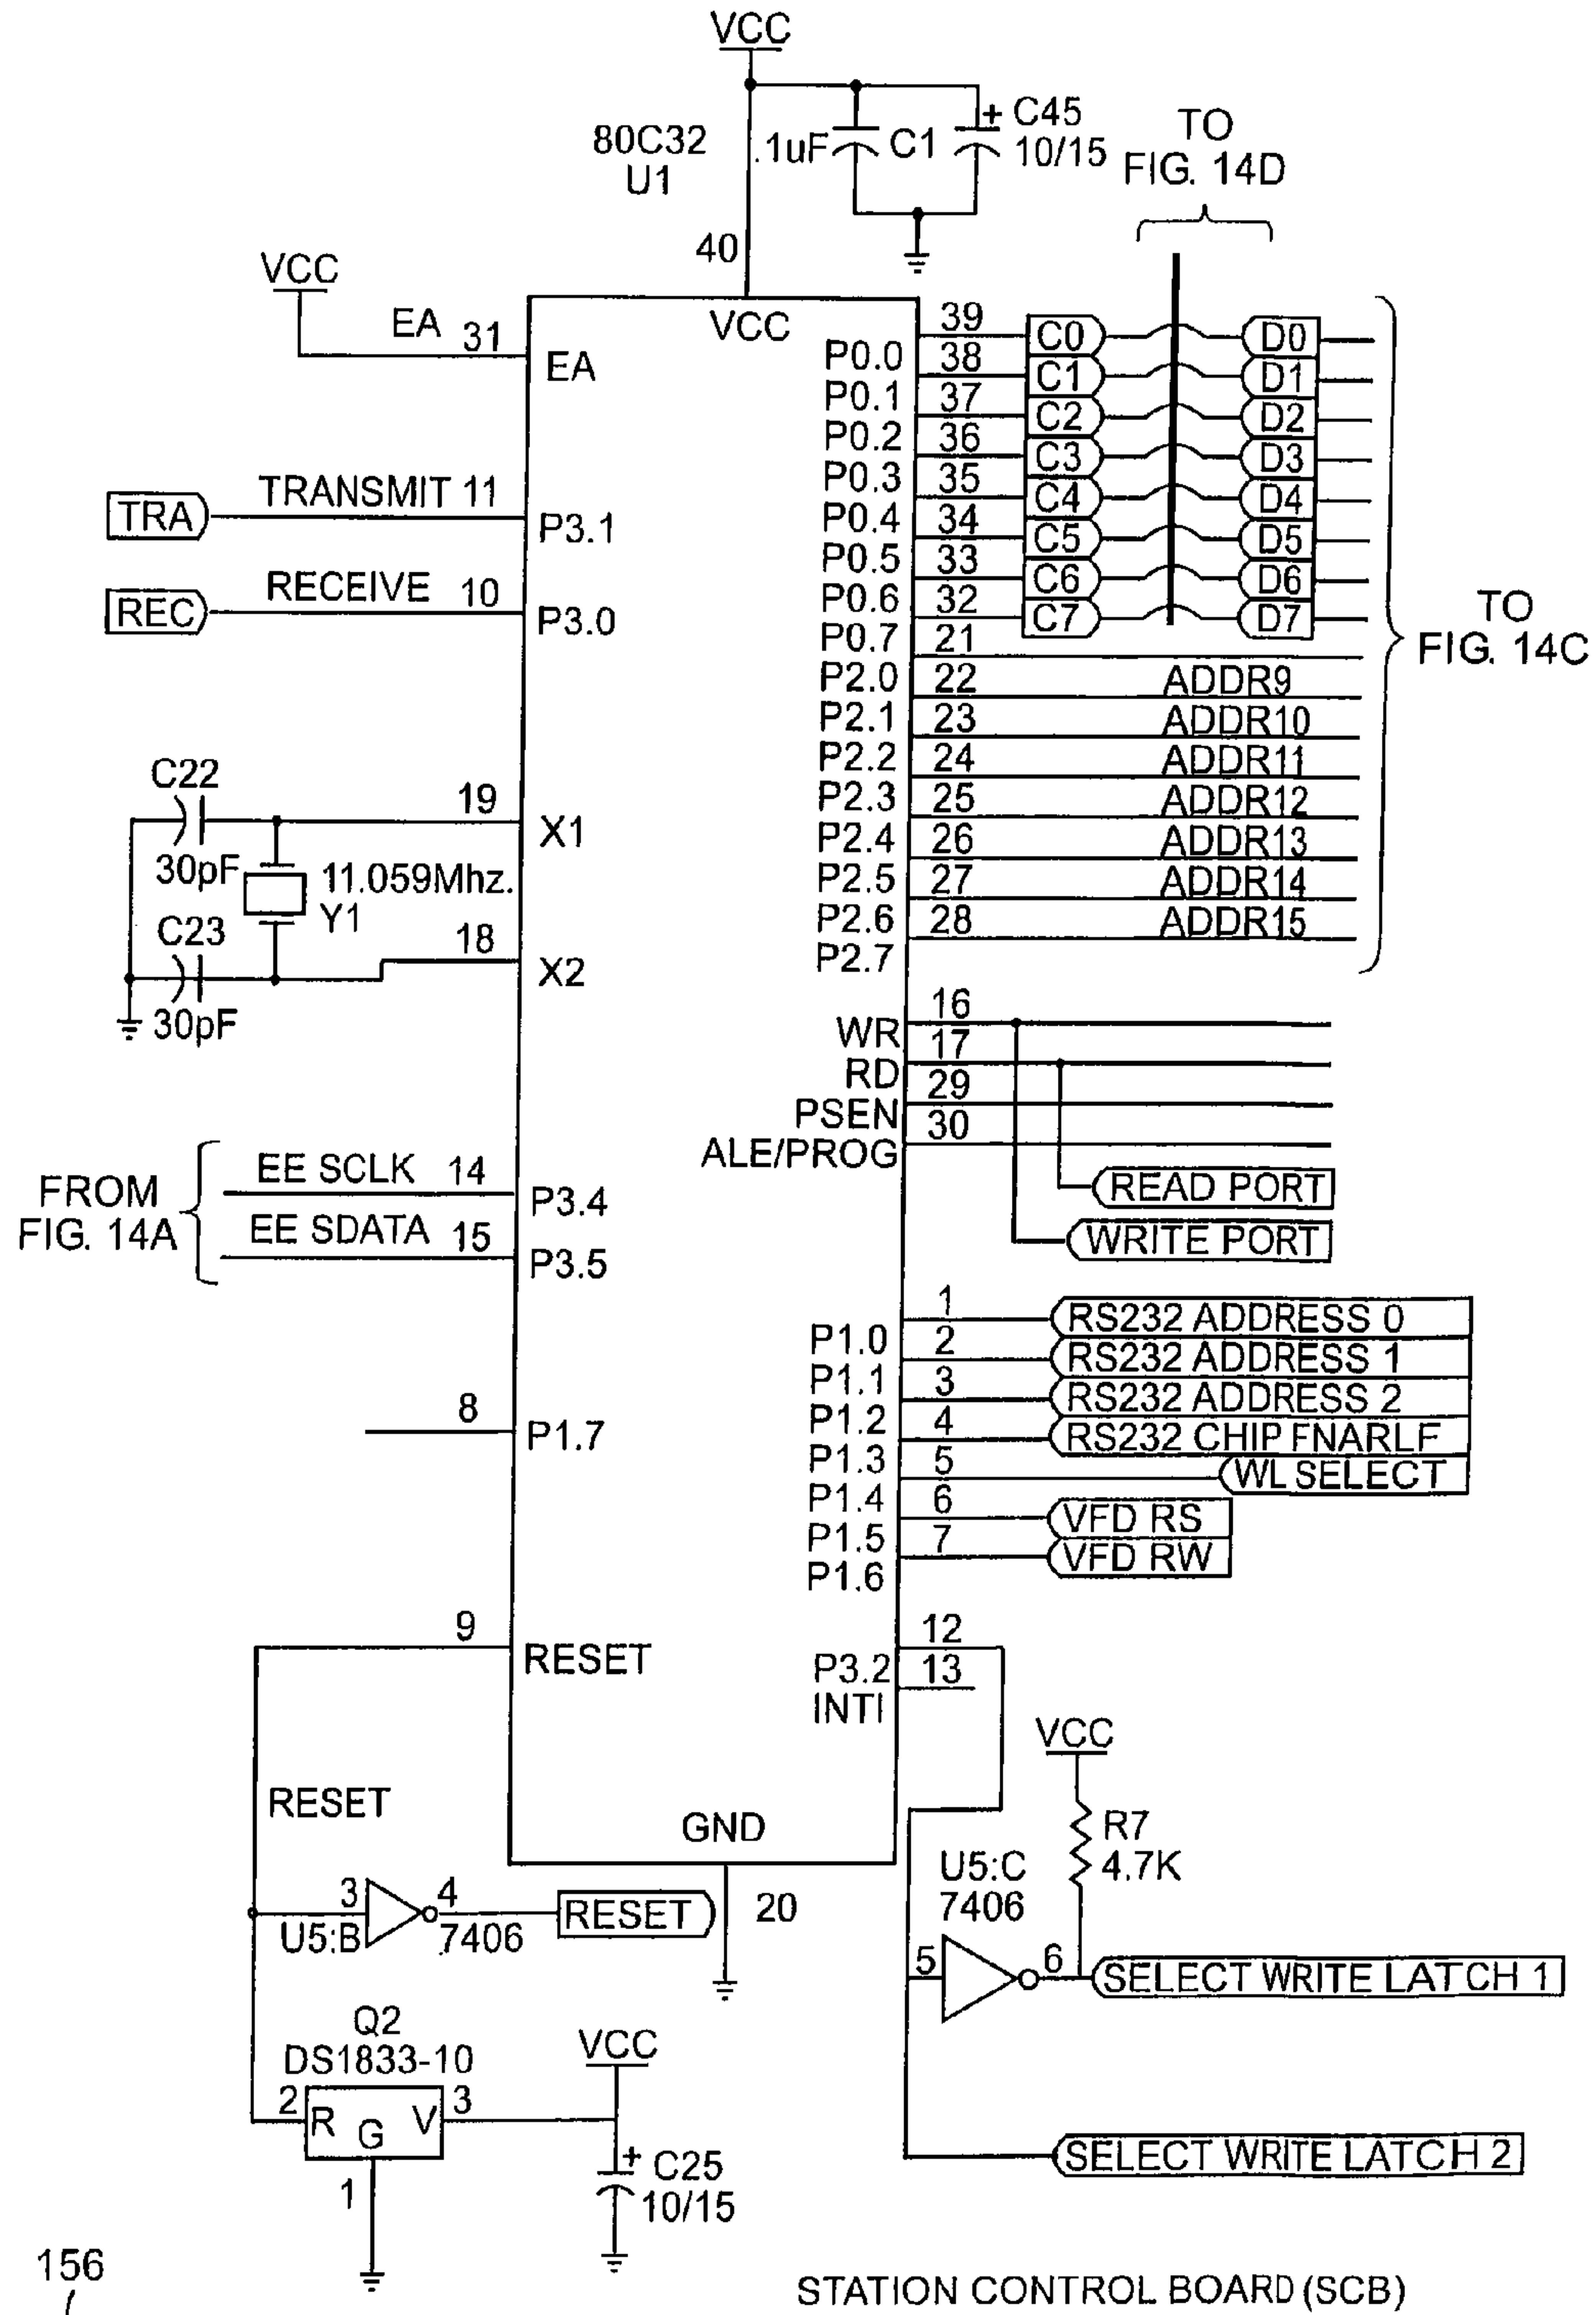 VCC
80C32
U1
.1uF C1
+ C45
10/15
TO
FIG. 14D
40
VCC
EA 31
EA
VCC
TRA TRANSMIT 11
P3.1
REC RECEIVE 10
P3.0
C22
30pF
19
X1
11.059Mhz.
Y1
C23
30pF
18
X2
FROM
FIG. 14A
EE SCLK 14
P3.4
EE SDATA 15
P3.5
8
P1.7
9
RESET
RESET
39 C0 D0
P0.0
38 C1 D1
P0.1
37 C2 D2
P0.2
36 C3 D3
P0.3
35 C4 D4
P0.4
34 C5 D5
P0.5
33 C6 D6
P0.6
32 C7 D7
P0.7
21
P2.0
22 ADDR9
P2.1
23 ADDR10
P2.2
24 ADDR11
P2.3
25 ADDR12
P2.4
26 ADDR13
P2.5
27 ADDR14
P2.6
28 ADDR15
P2.7
TO
FIG. 14C
16
WR
17
RD
29
PSEN
30
ALE/PROG
READ PORT
WRITE PORT
1 RS232 ADDRESS 0
P1.0
2 RS232 ADDRESS 1
P1.1
3 RS232 ADDRESS 2
P1.2
4 RS232 CHIP FNARLF
P1.3
5 WL SELECT
P1.4
6 VFD RS
P1.5
7 VFD RW
P1.6
12
P3.2
13
INTI
GND
20
3 4
U5:B 7406
RESET
VCC
R7
4.7K
U5:C
7406
5 6 SELECT WRITE LATCH 1
SELECT WRITE LATCH 2
Q2
DS1833-10
2 R G V 3
1
VCC
+ C25
10/15
156
STATION CONTROL BOARD (SCB)